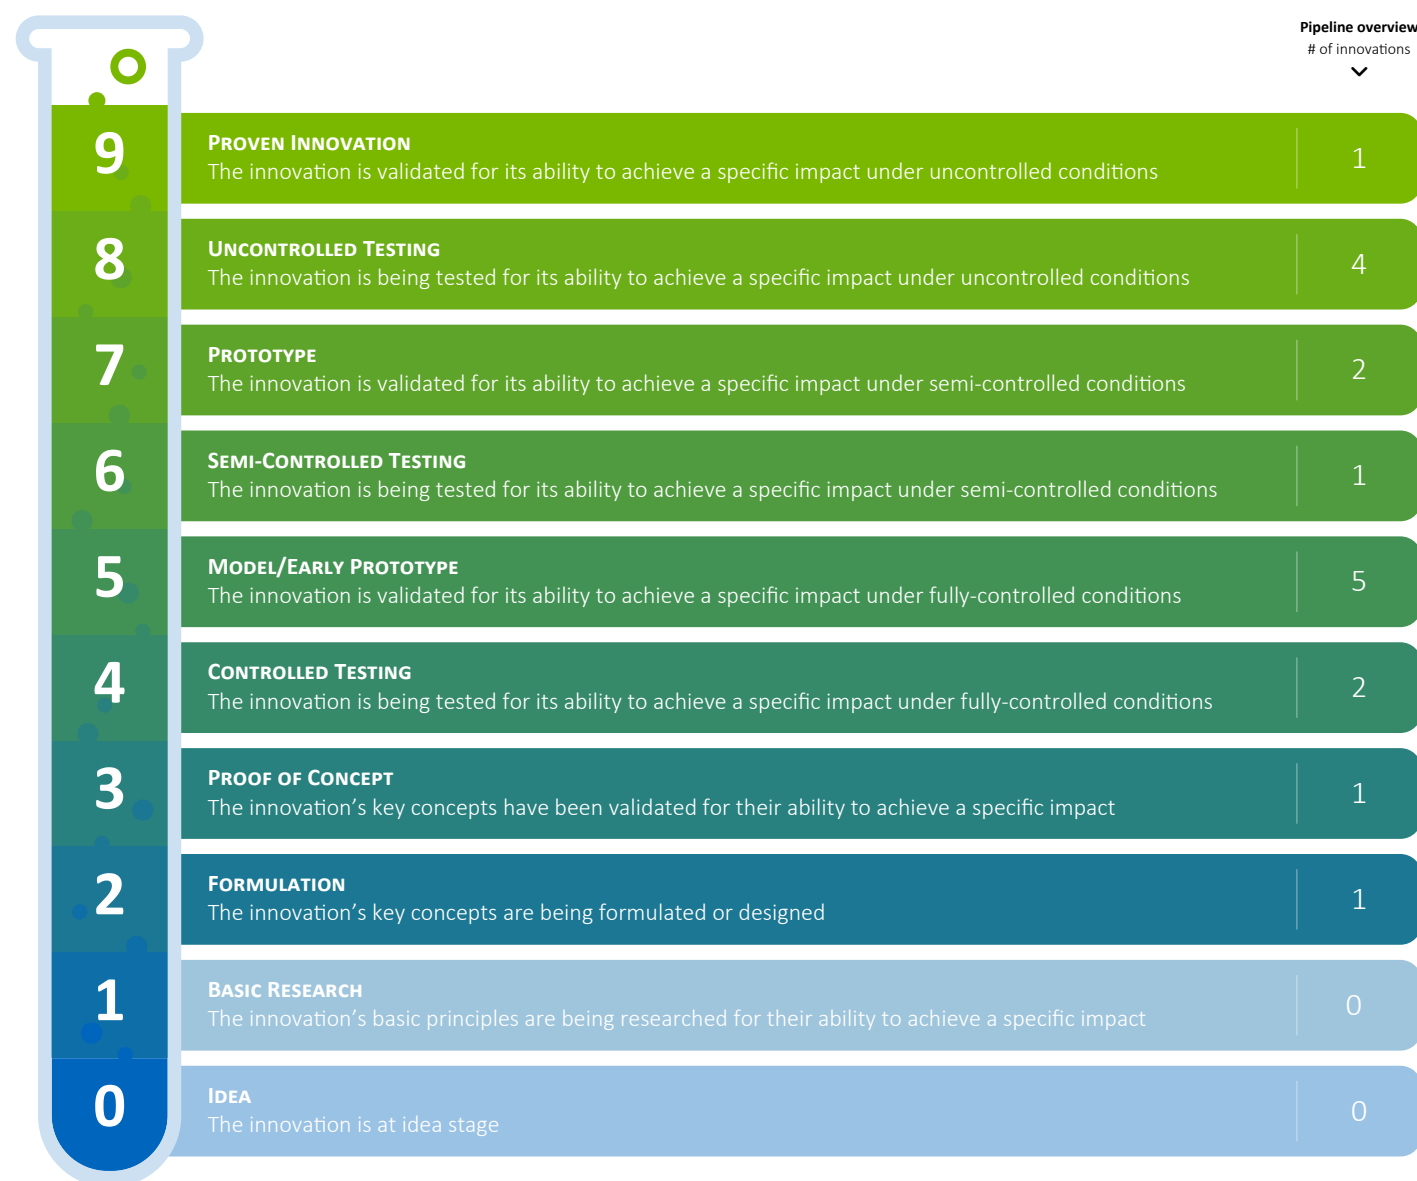 Pipeline overview
# of innovations
9
PROVEN INNOVATION
The innovation is validated for its ability to achieve a specific impact under uncontrolled conditions
1
8
UNCONTROLLED TESTING
The innovation is being tested for its ability to achieve a specific impact under uncontrolled conditions
4
7
PROTOTYPE
The innovation is validated for its ability to achieve a specific impact under semi-controlled conditions
2
6
SEMI-CONTROLLED TESTING
The innovation is being tested for its ability to achieve a specific impact under semi-controlled conditions
1
5
MODEL/EARLY PROTOTYPE
The innovation is validated for its ability to achieve a specific impact under fully-controlled conditions
5
4
CONTROLLED TESTING
The innovation is being tested for its ability to achieve a specific impact under fully-controlled conditions
2
3
PROOF OF CONCEPT
The innovation’s key concepts have been validated for their ability to achieve a specific impact
1
2
FORMULATION
The innovation’s key concepts are being formulated or designed
1
1
BASIC RESEARCH
The innovation’s basic principles are being researched for their ability to achieve a specific impact
0
0
IDEA
The innovation is at idea stage
0